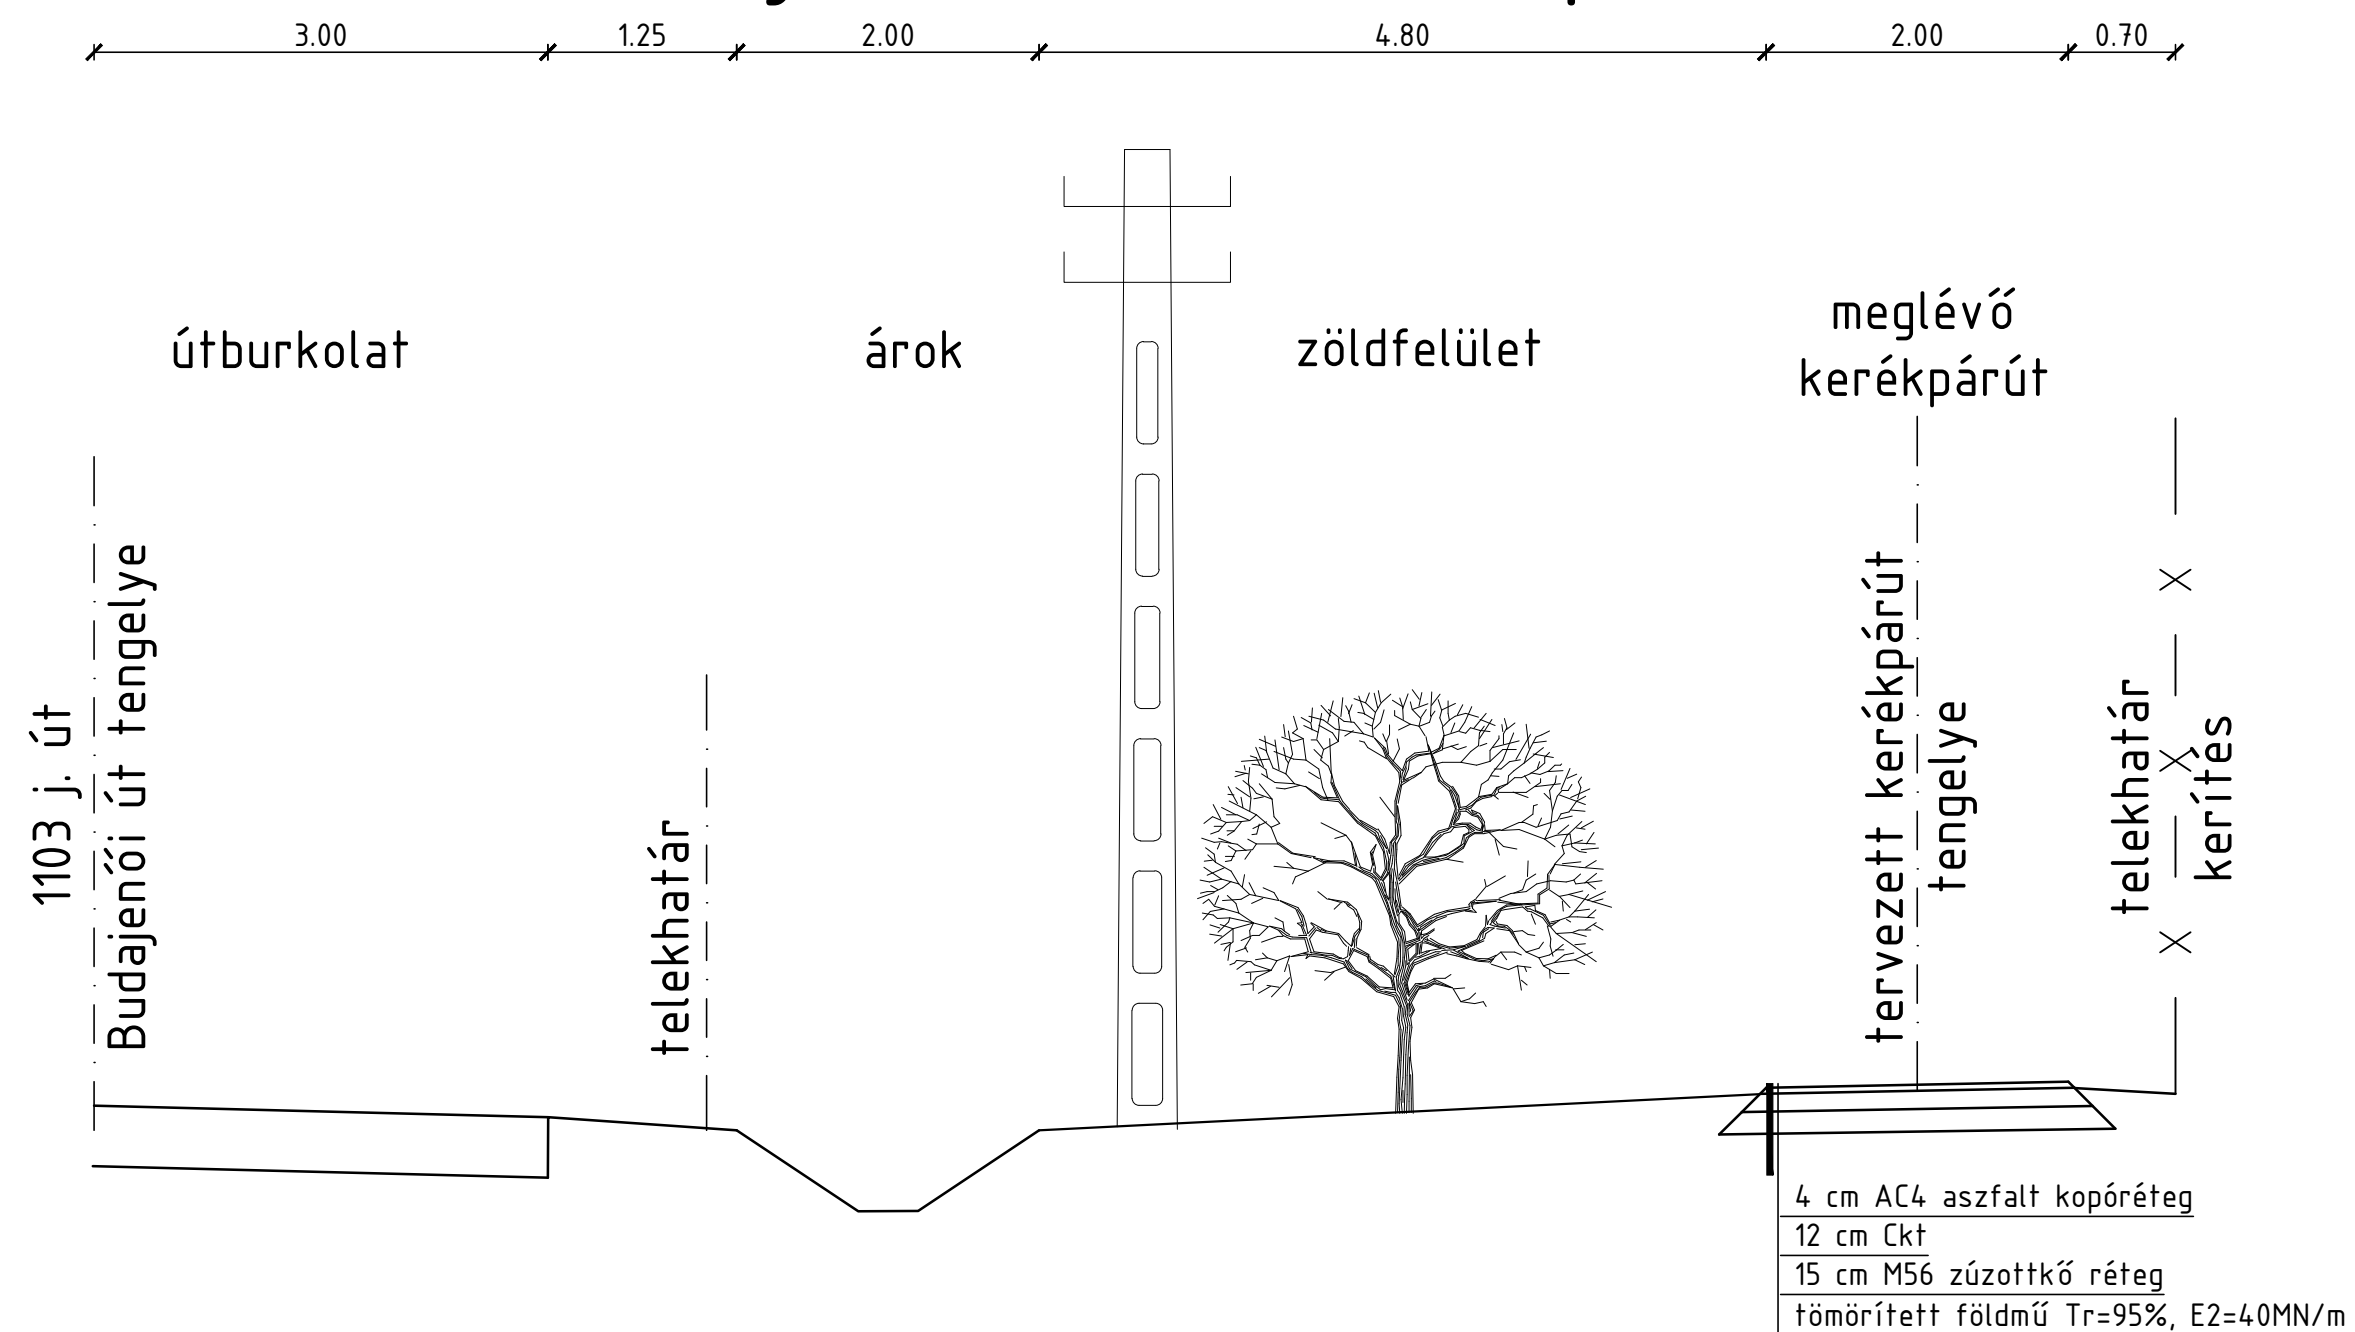 3.00 1.25 2.00 4.80 2.00 0.70
útburkolat
árok
zöldfelület
meglévő
kerékpárút
1103 j. út
Budajenői út tengelye
telekhatár
tervezett kerékpárút
tengelye
telekhatár
kerítés
4 cm AC4 aszfalt kopóréteg
12 cm Ckt
15 cm M56 zúzottkő réteg
tömörített földmű Tr=95%, E2=40MN/m